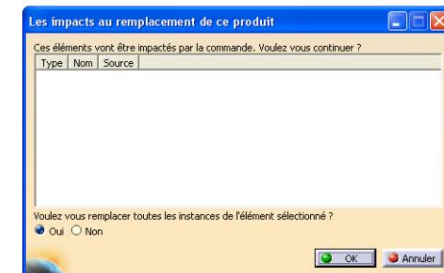 Les impacts au remplacement de ce produit
Ces éléments vont être impactés par la commande. Voulez vous continuer ?
Type Nom Source
Voulez vous remplacer toutes les instances de l'élément sélectionné ?
Oui Non
OK Annuler